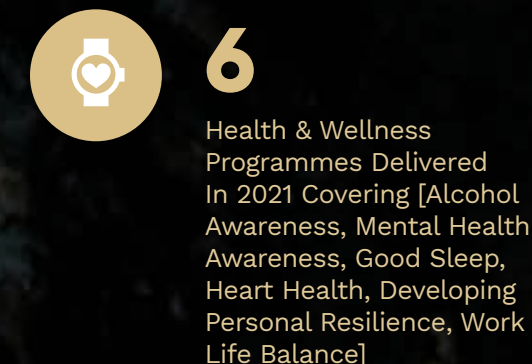 6
Health & Wellness
Programmes Delivered
In 2021 Covering [Alcohol
Awareness, Mental Health
Awareness, Good Sleep,
Heart Health, Developing
Personal Resilience, Work
Life Balance]